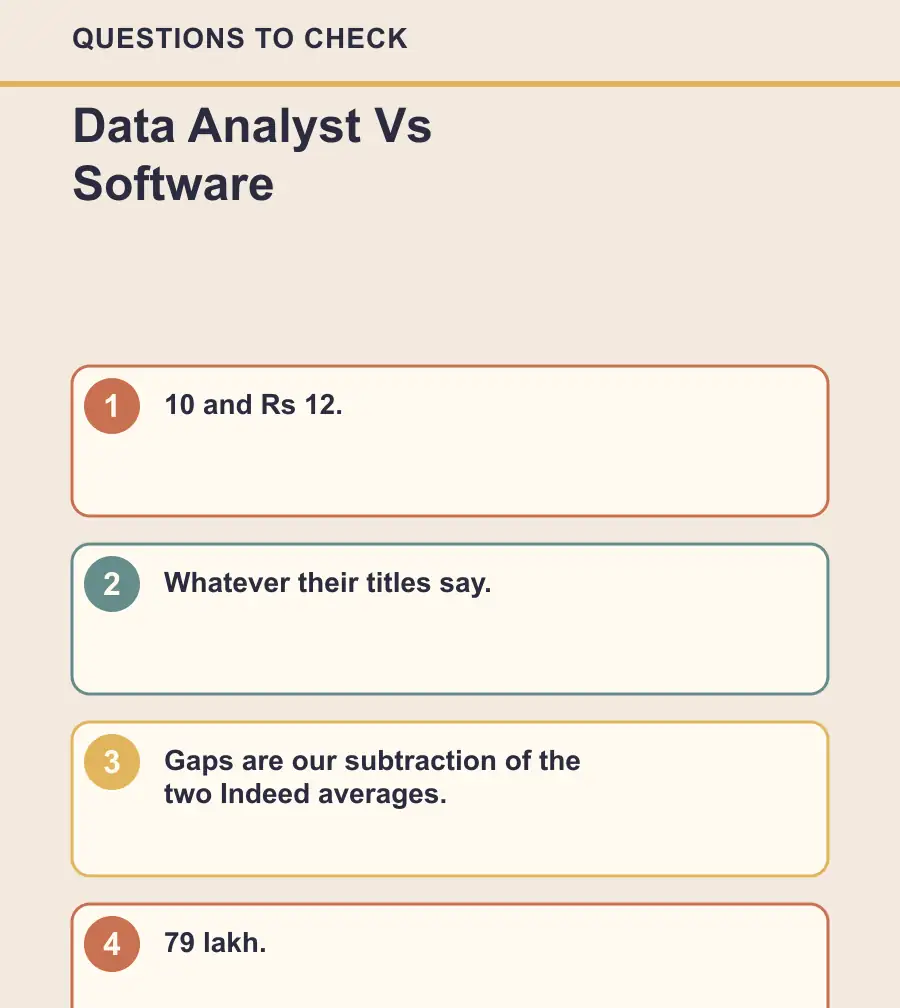 QUESTIONS TO CHECK
Data Analyst Vs
Software
1
10 and Rs 12.
2
Whatever their titles say.
3
Gaps are our subtraction of the
two Indeed averages.
4
79 lakh.